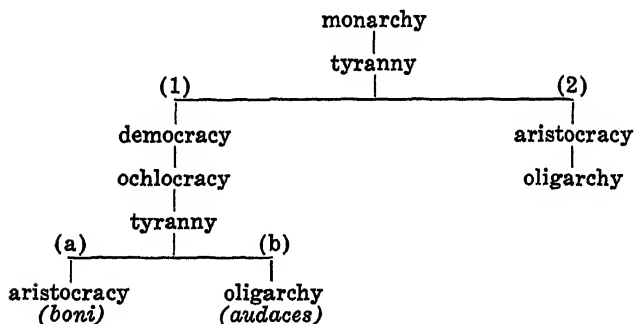 monarchy
tyranny
(1) (2)
democracy aristocracy
ochlocracy oligarchy
tyranny
(a) (b)
aristocracy oligarchy
(boni) (audaces)